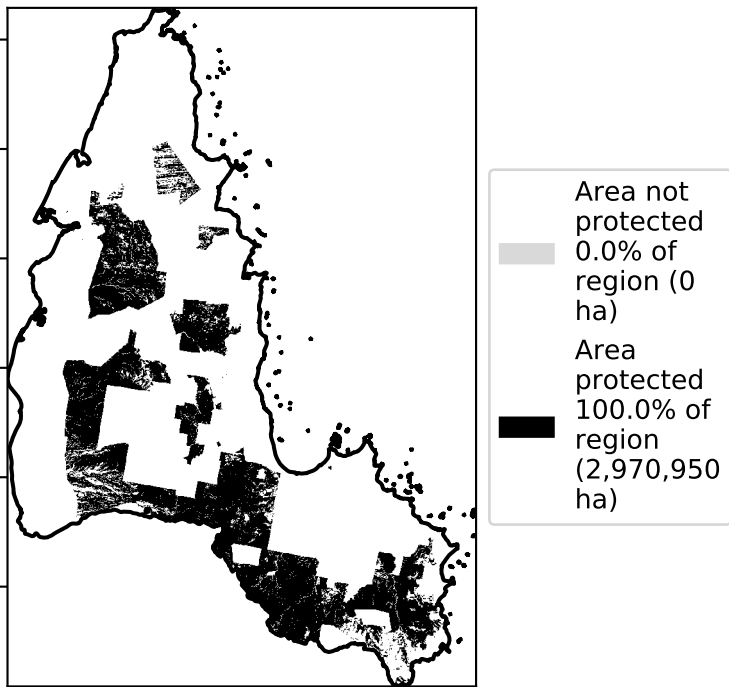 Area not
protected
0.0% of
region (0
ha)
Area
protected
100.0% of
region
(2,970,950
ha)